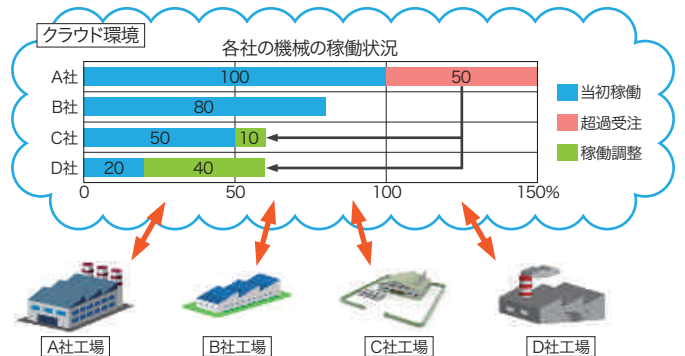 クラウド環境
各社の機械の稼働状況
A社 100 50
B社 80
C社 50 10
D社 20 40
0 50 100 150%
当初稼働
超過受注
稼働調整
A社工場 B社工場 C社工場 D社工場